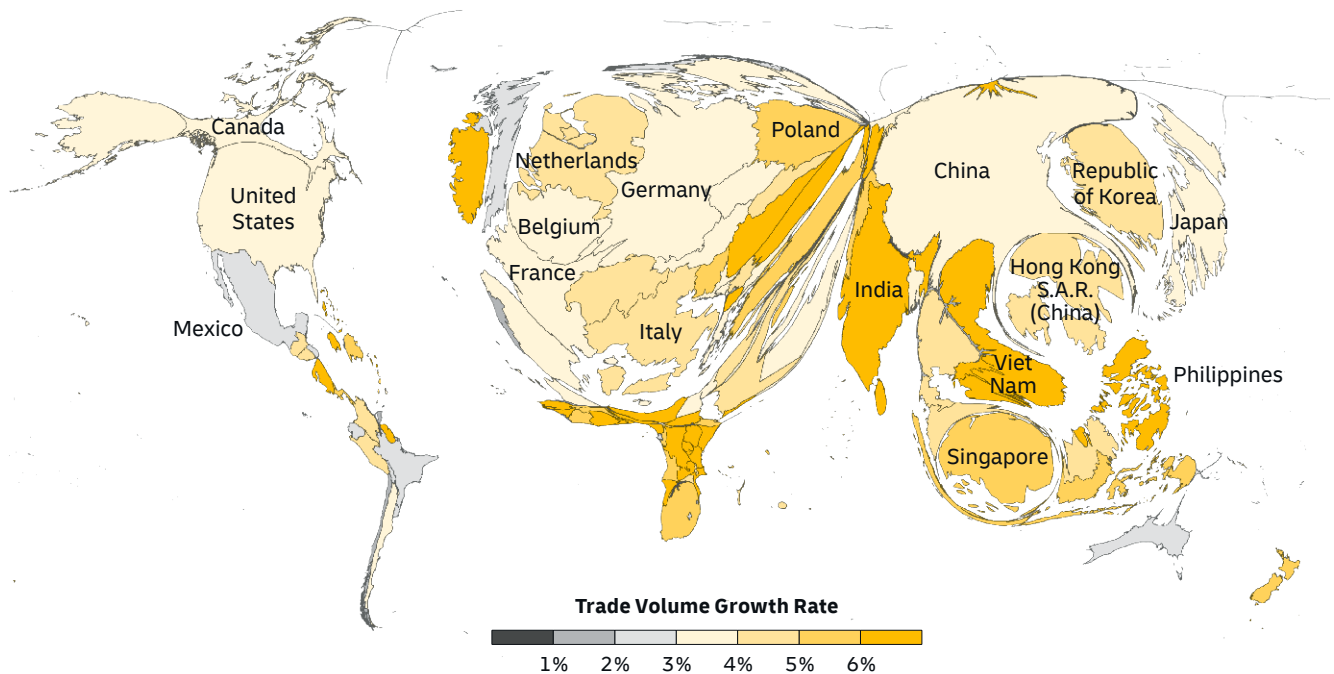 Canada
Poland
Netherlands
China
Republic
of Korea
Germany
United
States
Belgium
Japan
France
Hong Kong
S.A.R.
(China)
India
Mexico
Italy
Viet
Nam
Philippines
Singapore
Trade Volume Growth Rate
1% 2% 3% 4% 5% 6%